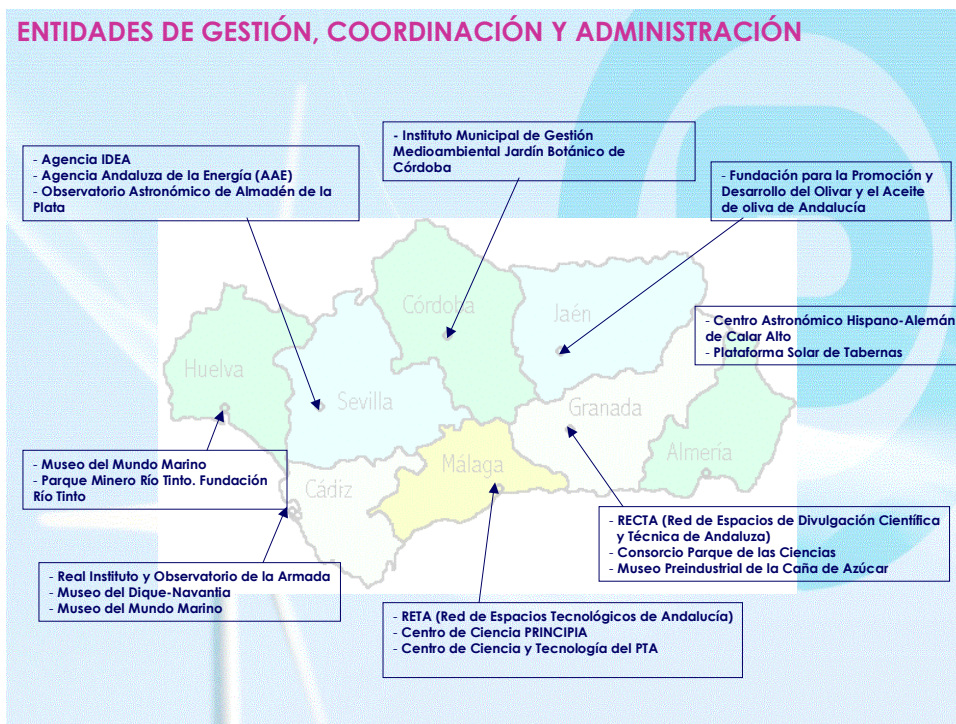 ENTIDADES DE GESTIÓN, COORDINACIÓN Y ADMINISTRACIÓN
- Agencia IDEA
- Agencia Andaluza de la Energía (AAE)
- Observatorio Astronómico de Almadén de la
Plata
- Instituto Municipal de Gestión
Medioambiental Jardín Botánico de
Córdoba
- Fundación para la Promoción y
Desarrollo del Olivar y el Aceite
de oliva de Andalucía
Córdoba
Jaén
- Centro Astronómico Hispano-Alemán
de Calar Alto
- Plataforma Solar de Tabernas
Huelva
Sevilla
Granada
Almería
Málaga
Cádiz
- Museo del Mundo Marino
- Parque Minero Río Tinto. Fundación
Río Tinto
- RECTA (Red de Espacios de Divulgación Científica
y Técnica de Andaluza)
- Consorcio Parque de las Ciencias
- Museo Preindustrial de la Caña de Azúcar
- Real Instituto y Observatorio de la Armada
- Museo del Dique-Navantia
- Museo del Mundo Marino
- RETA (Red de Espacios Tecnológicos de Andalucía)
- Centro de Ciencia PRINCIPIA
- Centro de Ciencia y Tecnología del PTA